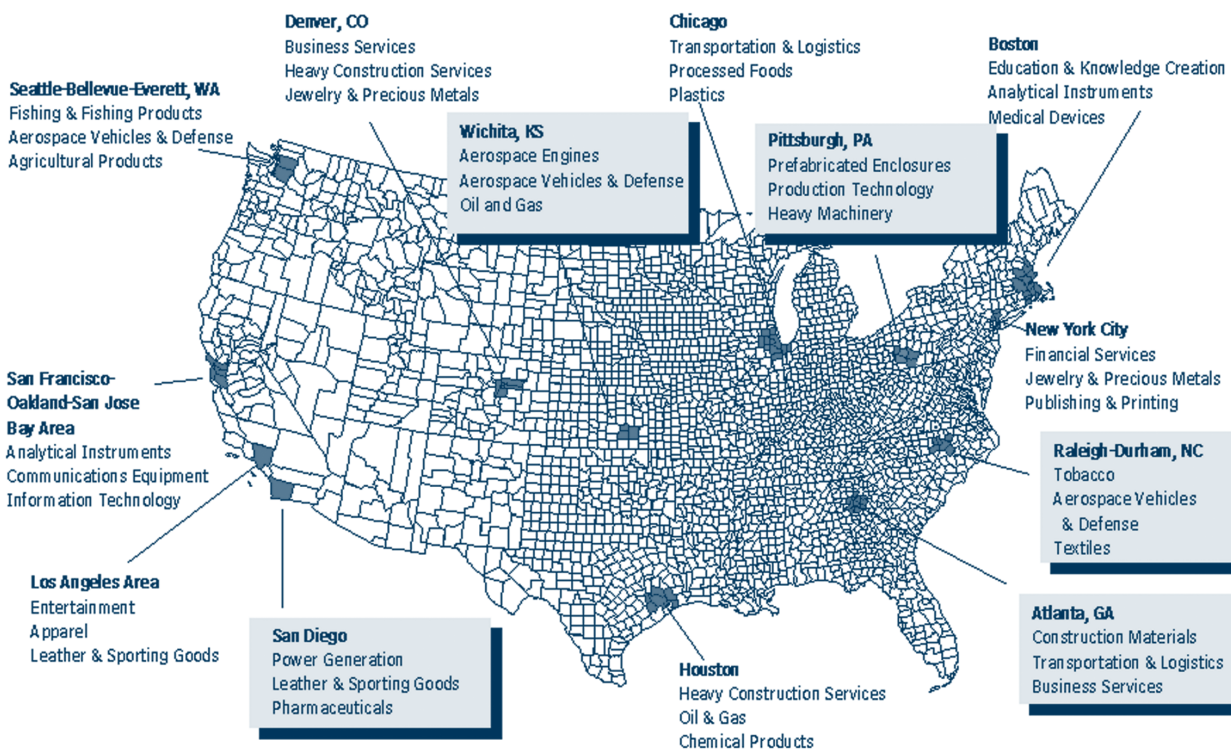 Denver, CO
Business Services
Heavy Construction Services
Jewelry & Precious Metals
Chicago
Transportation & Logistics
Processed Foods
Plastics
Boston
Education & Knowledge Creation
Analytical Instruments
Medical Devices
Seattle-Bellevue-Everett, WA
Fishing & Fishing Products
Aerospace Vehicles & Defense
Agricultural Products
Wichita, KS
Aerospace Engines
Aerospace Vehicles & Defense
Oil and Gas
Pittsburgh, PA
Prefabricated Enclosures
Production Technology
Heavy Machinery
New York City
Financial Services
Jewelry & Precious Metals
Publishing & Printing
San Francisco-
Oakland-San Jose
Bay Area
Analytical Instruments
Communications Equipment
Information Technology
Raleigh-Durham, NC
Tobacco
Aerospace Vehicles
& Defense
Textiles
Los Angeles Area
Entertainment
Apparel
Leather & Sporting Goods
San Diego
Power Generation
Leather & Sporting Goods
Pharmaceuticals
Houston
Heavy Construction Services
Oil & Gas
Chemical Products
Atlanta, GA
Construction Materials
Transportation & Logistics
Business Services